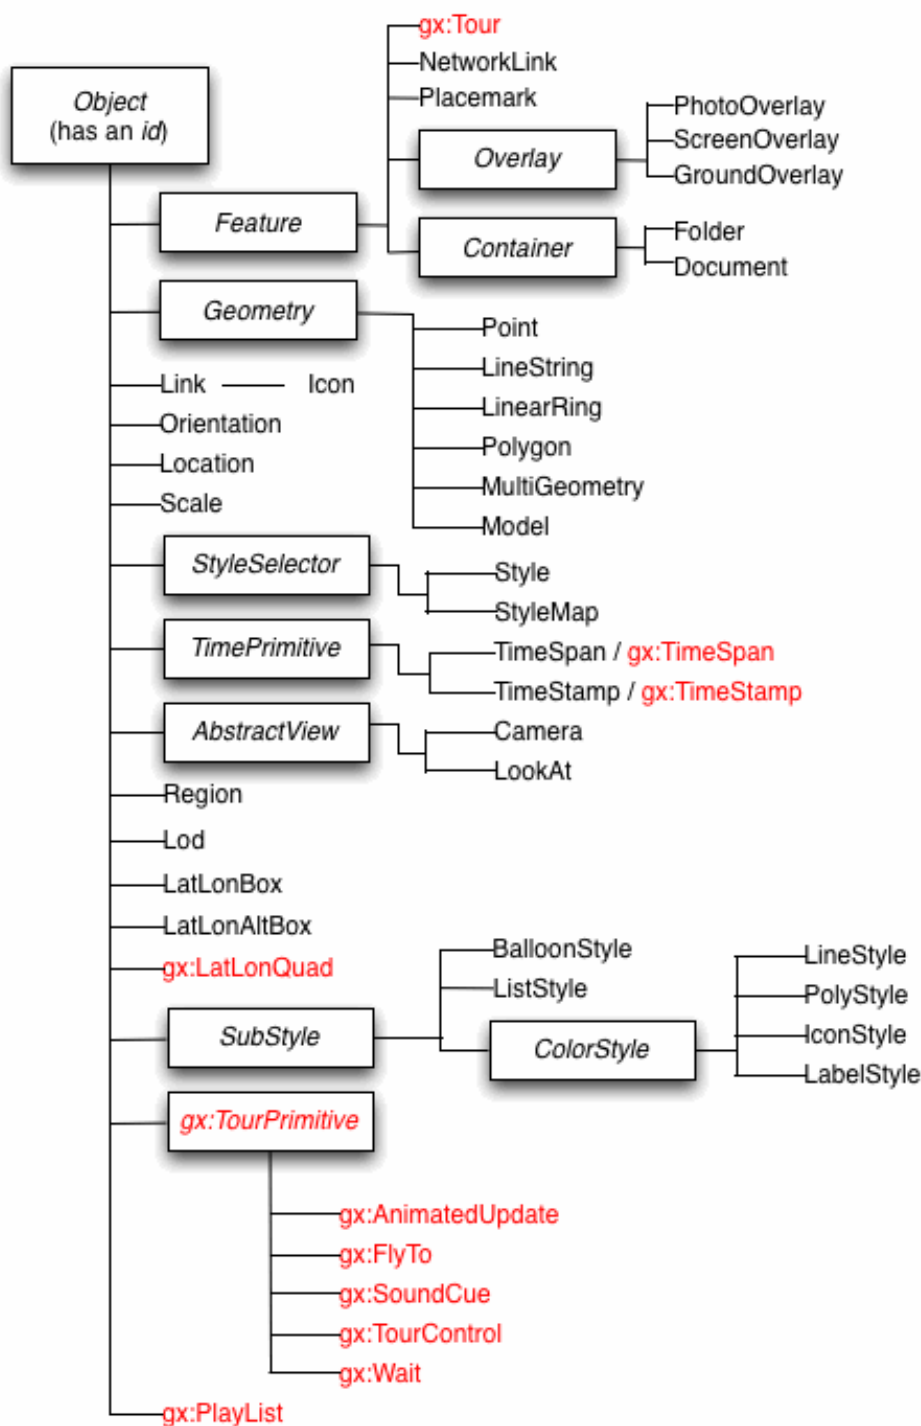 gx:Tour
NetworkLink
Placemark
Object
(has an id)
Overlay
PhotoOverlay
ScreenOverlay
GroundOverlay
Feature
Container
Folder
Document
Geometry
Point
LineString
LinearRing
Polygon
MultiGeometry
Model
Link
Icon
Orientation
Location
Scale
StyleSelector
Style
StyleMap
TimePrimitive
TimeSpan / gx:TimeSpan
TimeStamp / gx:TimeStamp
AbstractView
Camera
LookAt
Region
Lod
LatLonBox
LatLonAltBox
gx:LatLonQuad
SubStyle
BalloonStyle
ListStyle
ColorStyle
LineStyle
PolyStyle
IconStyle
LabelStyle
gx:TourPrimitive
gx:AnimatedUpdate
gx:FlyTo
gx:SoundCue
gx:TourControl
gx:Wait
gx:PlayList